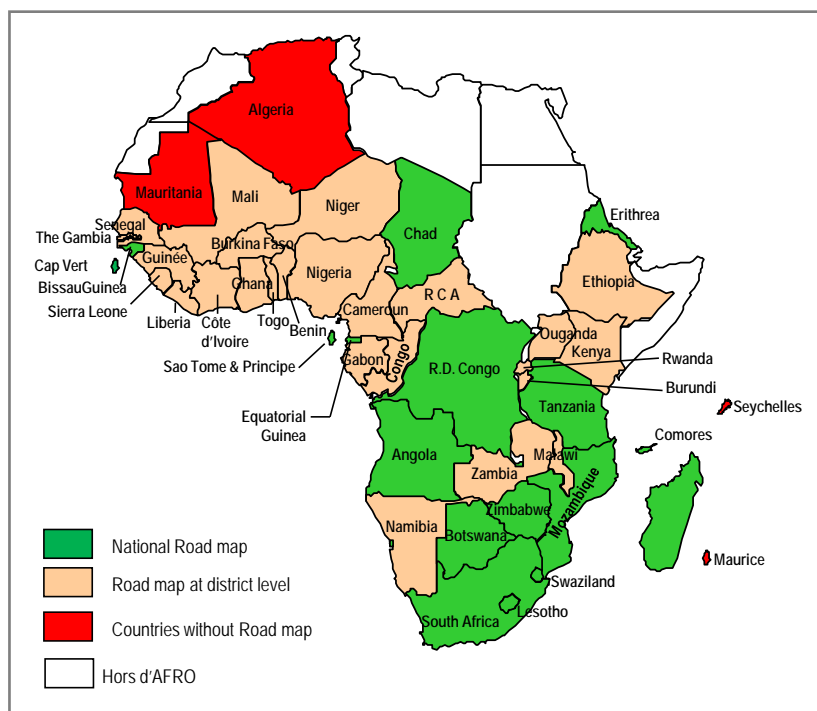 Algeria
Mauritania
Mali
Niger
Chad
Erithrea
Senegal
The Gambia
Burkina Faso
Guinée
Cap Vert
BissauGuinea
Nigeria
Ghana
Ethiopia
Sierra Leone
R C A
Liberia
Côte
d'Ivoire
Togo
Benin
Cameroun
Ouganda
Kenya
Sao Tome & Principe
Gabon
Congo
R.D. Congo
Rwanda
Burundi
Equatorial
Guinea
Tanzania
Seychelles
Comores
Angola
Malawi
Zambia
Mozambique
Zimbabwe
Namibia
Botswana
Maurice
Swaziland
Lesotho
South Africa
National Road map
Road map at district level
Countries without Road map
Hors d'AFRO